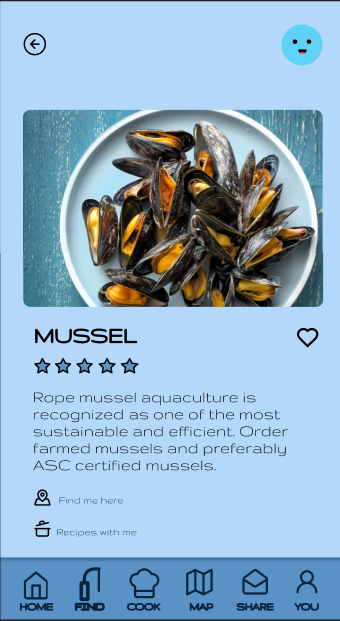 MUSSEL
Rope mussel aquaculture is
recognized as one of the most
sustainable and efficient. Order
farmed mussels and preferably
ASC certified mussels.
Find me here
Recipes with me
HOME FIND COOK MAP SHARE YOU